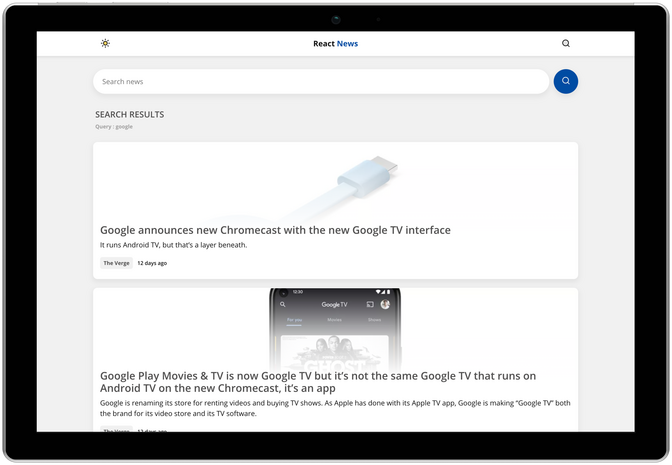 React News
Search news
SEARCH RESULTS
Query : google
Google announces new Chromecast with the new Google TV interface
It runs Android TV, but that's a layer beneath.
The Verge 12 days ago
12:30
Google TV
For you Movies Shows
GHOST
Google Play Movies & TV is now Google TV but it's not the same Google TV that runs on
Android TV on the new Chromecast, it's an app
Google is renaming its store for renting videos and buying TV shows. As Apple has done with its Apple TV app, Google is making “Google TV” both
the brand for its video store and its TV software.
The Verge 12 days ago